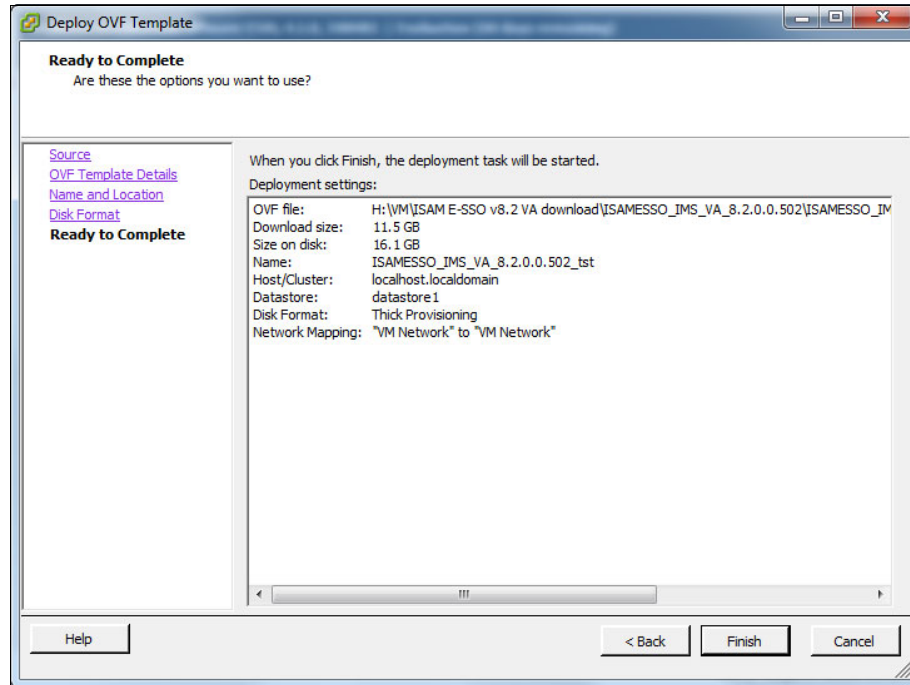 Deploy OVF Template
Ready to Complete
Are these the options you want to use?
Source
OVF Template Details
Name and Location
Disk Format
Ready to Complete
When you click Finish, the deployment task will be started.
Deployment settings:
OVF file: H:\VM\ISAM E-SSO v8.2 VA download\ISAMESSO_IMS_VA_8.2.0.0.502\ISAMESSO_IM
Download size: 11.5 GB
Size on disk: 16.1 GB
Name: ISAMESSO_IMS_VA_8.2.0.0.502_tst
Host/Cluster: localhost.localdomain
Datastore: datastore1
Disk Format: Thick Provisioning
Network Mapping: "VM Network" to "VM Network"
Help
< Back
Finish
Cancel